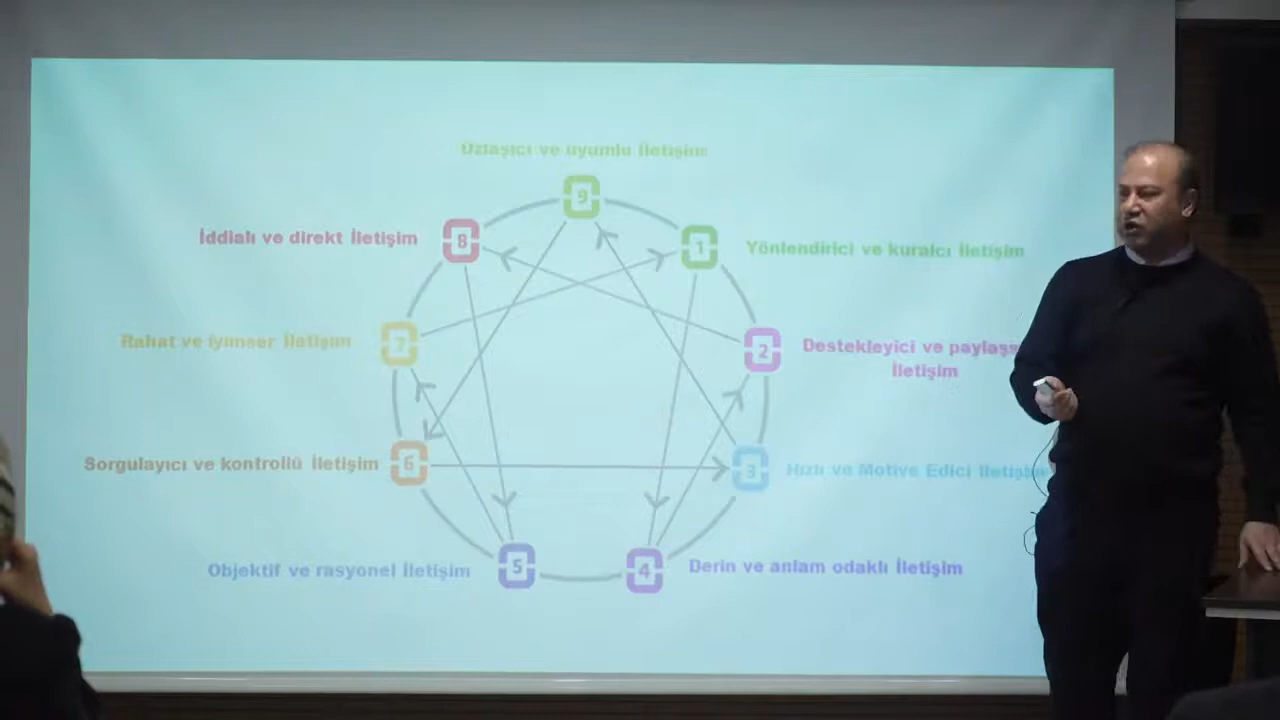 Uzlaşıcı ve uyumlu İletişim
9
8
İddialı ve direkt İletişim
1
Yönlendirici ve kuralcı İletişim
7
Rahat ve iyimser İletişim
2
Destekleyici ve
İletişim
6
Sorgulayıcı ve kontrollü İletişim
3
Hızlı ve Motive Edici İletişim
5
Objektif ve rasyonel İletişim
4
Derin ve anlam odaklı İletişim